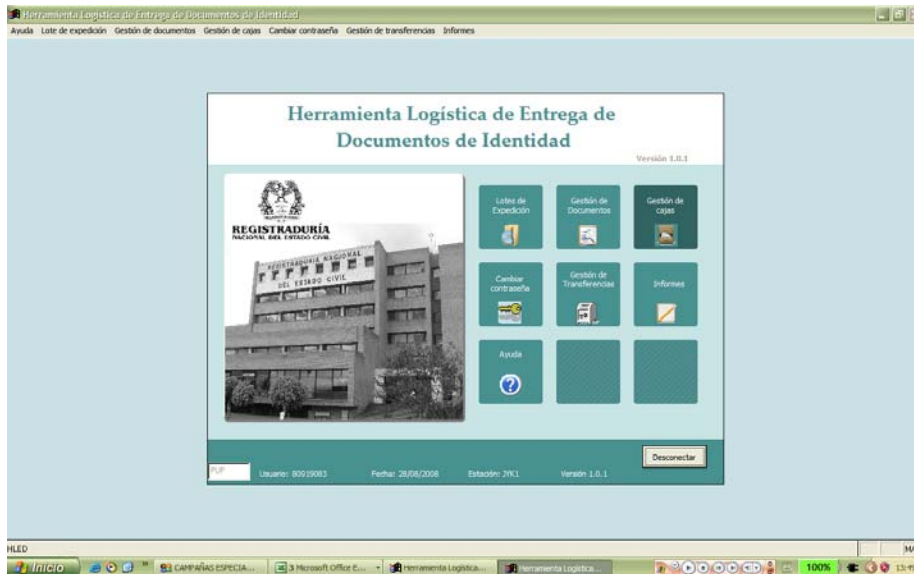 Herramienta Logística de Entrega de Documentos de Identidad
Ayuda Lote de expedición Gestión de documentos Gestión de cajas Cambiar contraseña Gestión de transferencias Informes
Herramienta Logística de Entrega de
Documentos de Identidad
Versión 1.0.1
REGISTRADURÍA
NACIONAL DEL ESTADO CIVIL
REGISTRADURIA NACIONAL
DEL ESTADO CIVIL
Lotes de
Expedición
Gestión de
Documentos
Gestión de
cajas
Cambiar
contraseña
Gestión de
Transferencias
Informes
Ayuda
Desconectar
Usuario: 80919083 Fecha: 28/08/2008 Estación: JYK1 Versión 1.0.1
HLED
Inicio CAMPAÑAS ESPECIA... 3 Microsoft Office E... Herramienta Logística... Herramienta Logística... 100%